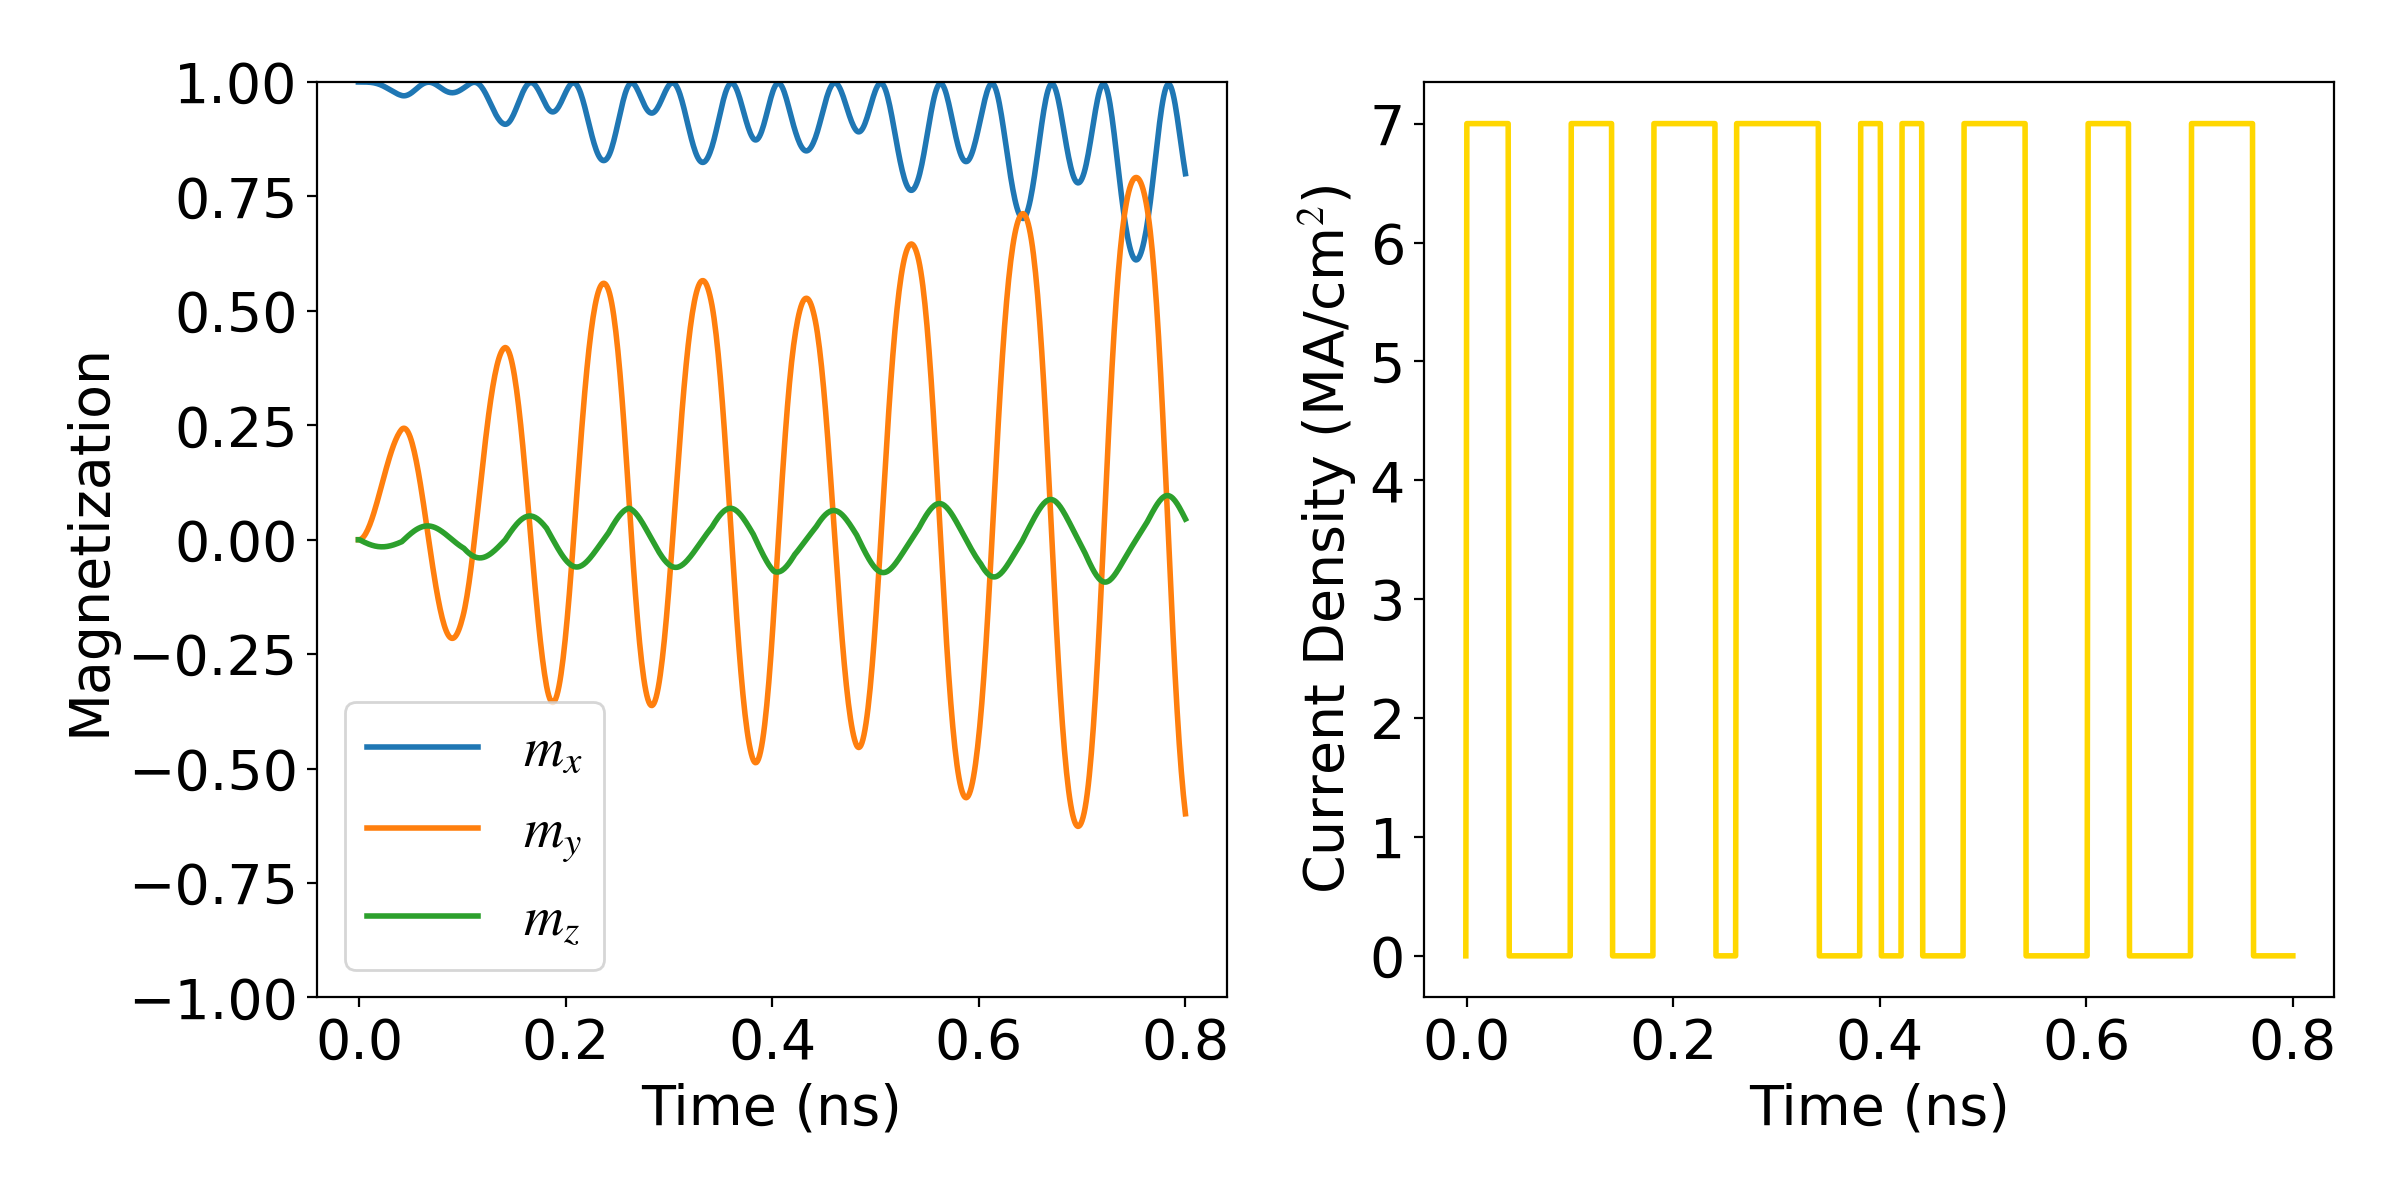 Magnetization
1.00
0.75
0.50
0.25
0.00
−0.25
−0.50
−0.75
−1.00
0.0 0.2 0.4 0.6 0.8
Time (ns)
mₓ
m_y
m_z
Current Density (MA/cm²)
7
6
5
4
3
2
1
0
0.0 0.2 0.4 0.6 0.8
Time (ns)